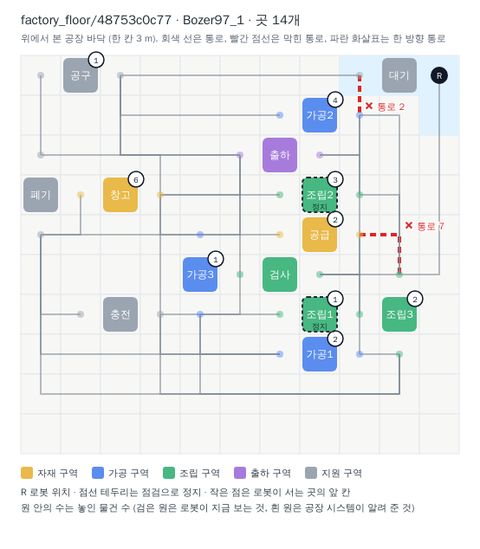 factory_floor/48753c0c77 · Bozer97_1 · 곳 14개
위에서 본 공장 바닥 (한 칸 3 m). 회색 선은 통로, 빨간 점선은 막힌 통로, 파란 화살표는 한 방향 통로
공구 1
대기
R
✕ 통로 2
가공2 4
출하
폐기
창고 6
조립2 3
정지
공급 2
✕ 통로 7
가공3 1
검사
충전
조립1 1
정지
조립3 2
가공1 2
자재 구역 가공 구역 조립 구역 출하 구역 지원 구역
R 로봇 위치 · 점선 테두리는 점검으로 정지 · 작은 점은 로봇이 서는 곳의 앞 칸
원 안의 수는 놓인 물건 수 (검은 원은 로봇이 지금 보는 것, 흰 원은 공장 시스템이 알려 준 것)